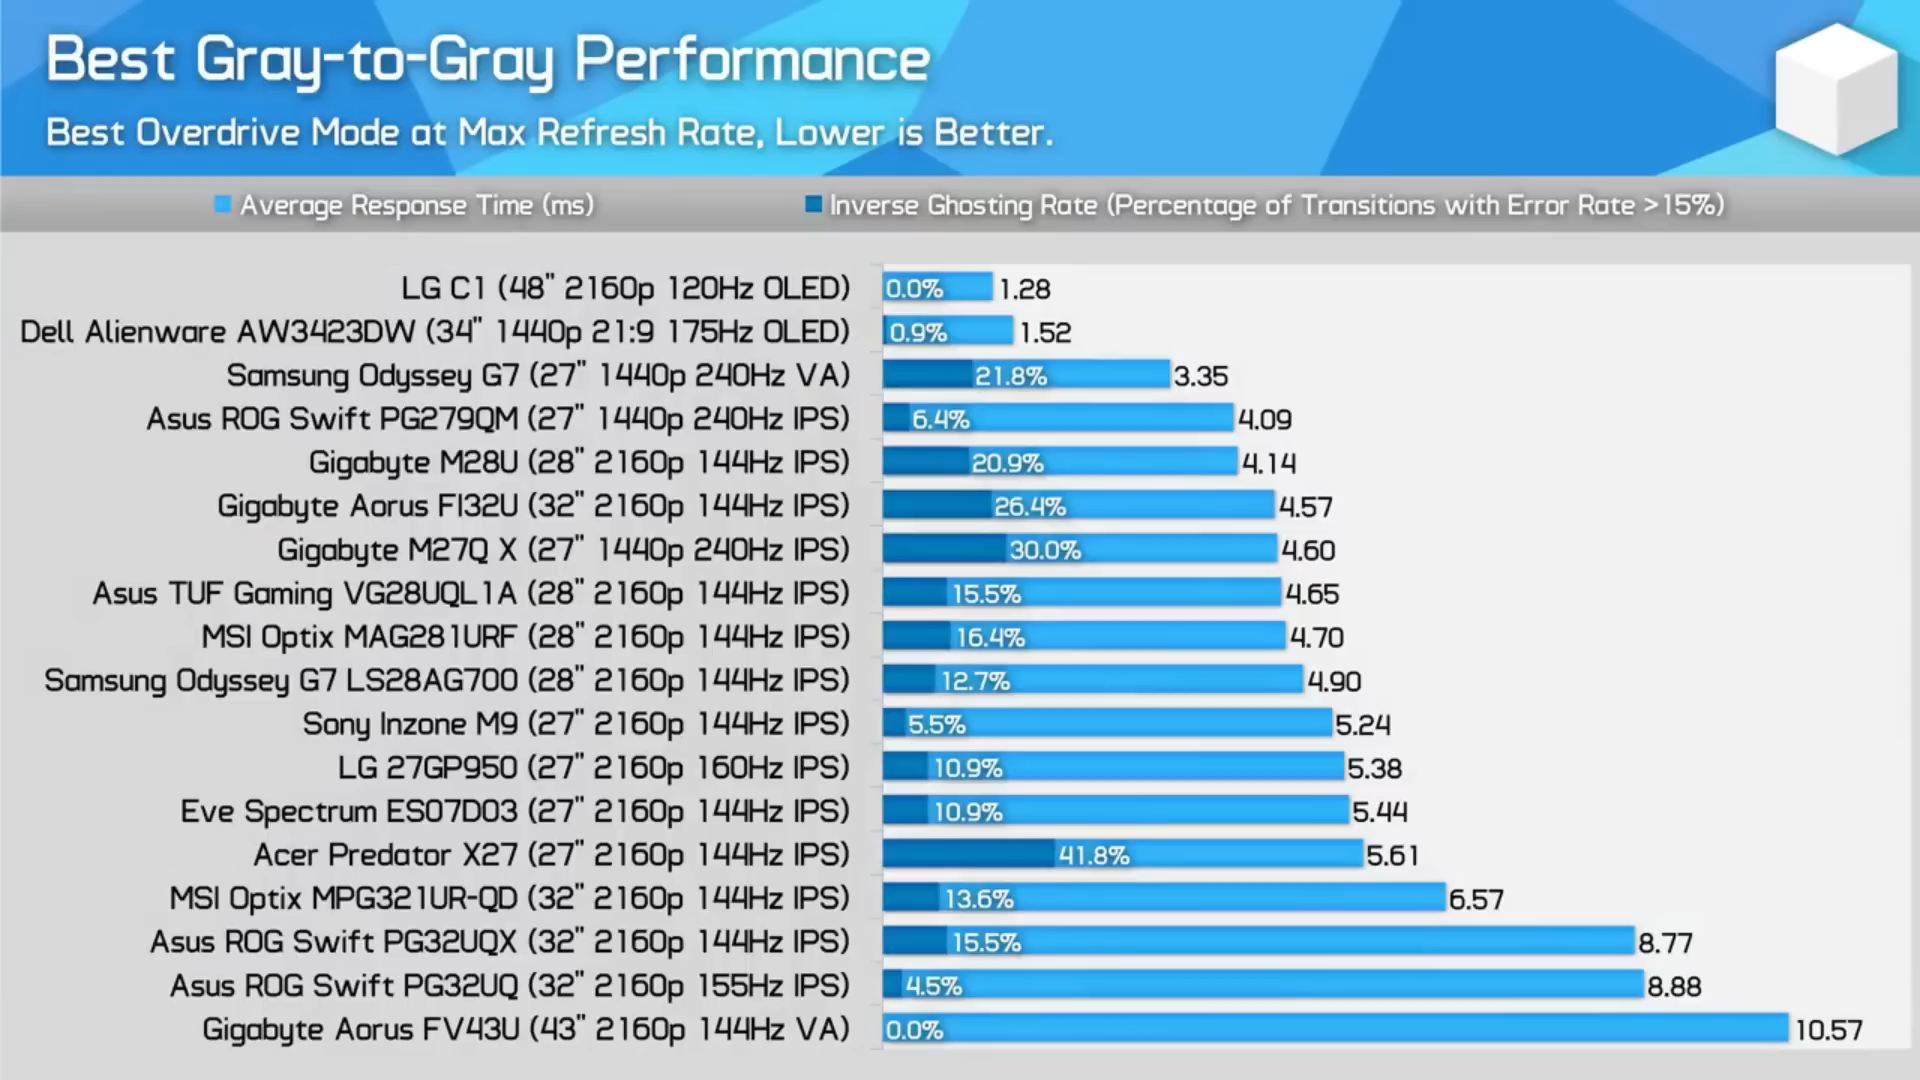 Best Gray-to-Gray Performance
Best Overdrive Mode at Max Refresh Rate, Lower is Better.
Average Response Time (ms) Inverse Ghosting Rate (Percentage of Transitions with Error Rate >15%)
LG C1 (48" 2160p 120Hz OLED) 0.0% 1.28
Dell Alienware AW3423DW (34" 1440p 21:9 175Hz OLED) 0.9% 1.52
Samsung Odyssey G7 (27" 1440p 240Hz VA) 21.8% 3.35
Asus ROG Swift PG279QM (27" 1440p 240Hz IPS) 6.4% 4.09
Gigabyte M28U (28" 2160p 144Hz IPS) 20.9% 4.14
Gigabyte Aorus FI32U (32" 2160p 144Hz IPS) 26.4% 4.57
Gigabyte M27Q X (27" 1440p 240Hz IPS) 30.0% 4.60
Asus TUF Gaming VG28UQL1A (28" 2160p 144Hz IPS) 15.5% 4.65
MSI Optix MAG281URF (28" 2160p 144Hz IPS) 16.4% 4.70
Samsung Odyssey G7 LS28AG700 (28" 2160p 144Hz IPS) 12.7% 4.90
Sony Inzone M9 (27" 2160p 144Hz IPS) 5.5% 5.24
LG 27GP950 (27" 2160p 160Hz IPS) 10.9% 5.38
Eve Spectrum ES07D03 (27" 2160p 144Hz IPS) 10.9% 5.44
Acer Predator X27 (27" 2160p 144Hz IPS) 41.8% 5.61
MSI Optix MPG321UR-QD (32" 2160p 144Hz IPS) 13.6% 6.57
Asus ROG Swift PG32UQX (32" 2160p 144Hz IPS) 15.5% 8.77
Asus ROG Swift PG32UQ (32" 2160p 155Hz IPS) 4.5% 8.88
Gigabyte Aorus FV43U (43" 2160p 144Hz VA) 0.0% 10.57